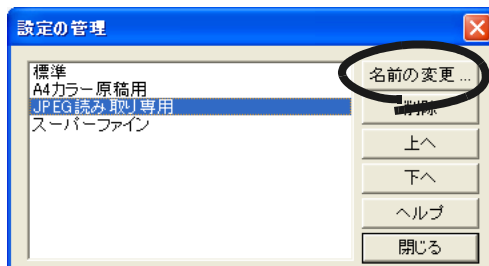 設定の管理
標準
A4カラー原稿用
JPEG読み取り専用
スーパーファイン
名前の変更...
削除
上へ
下へ
ヘルプ
閉じる